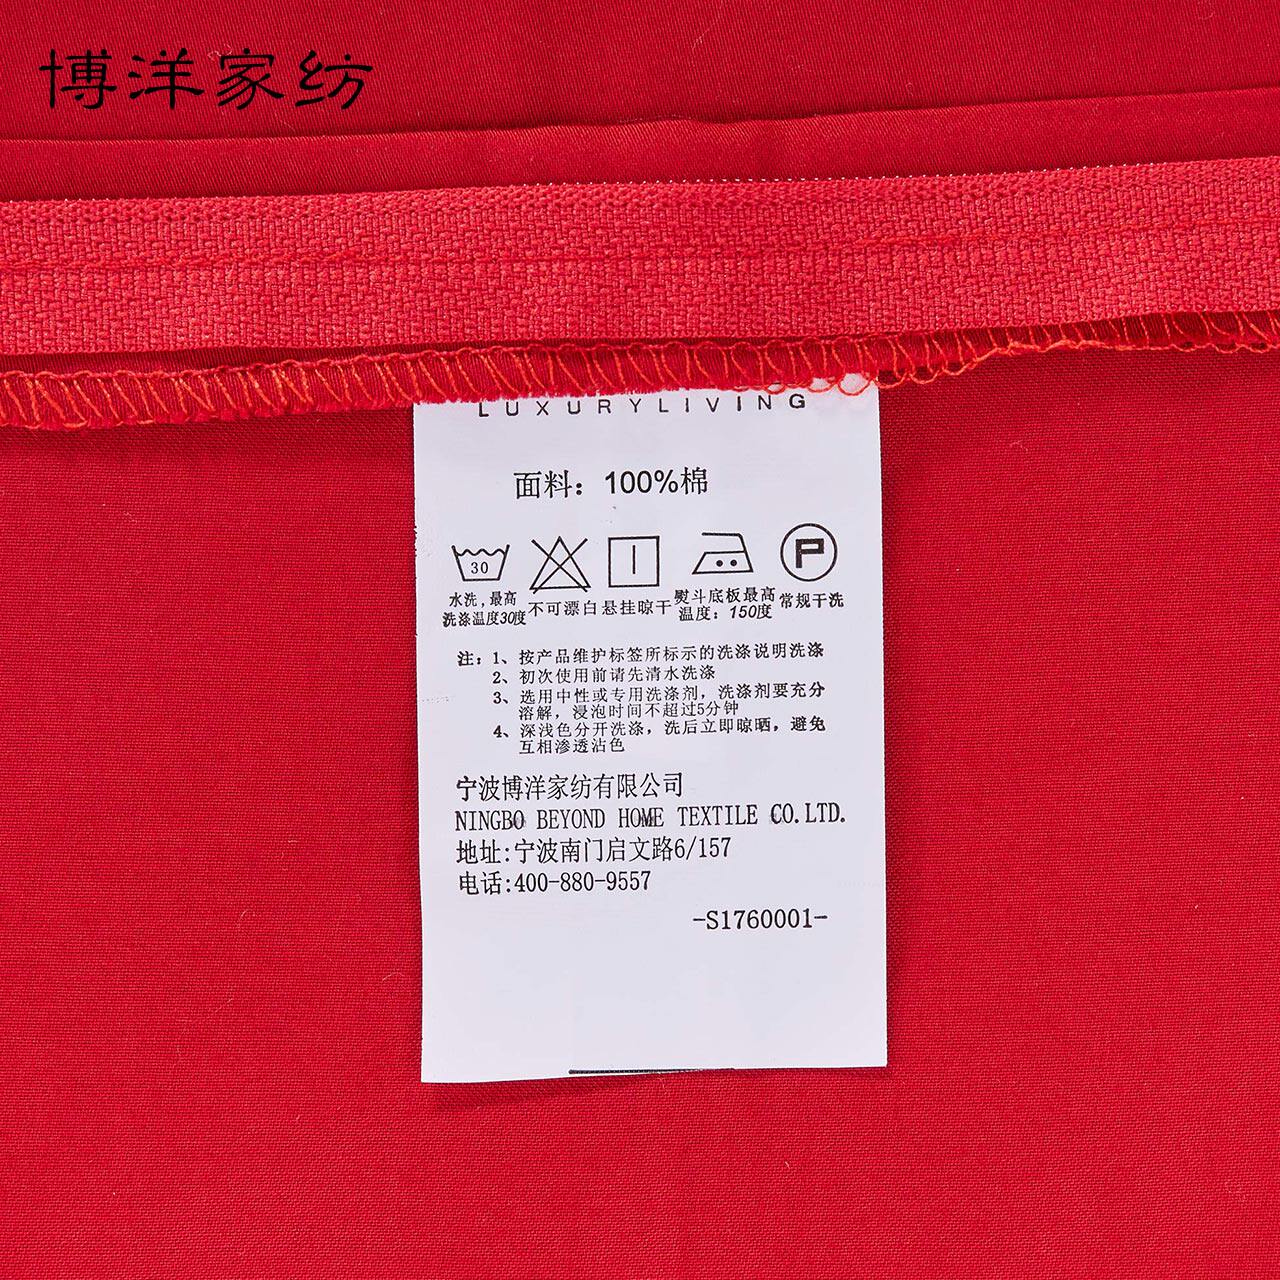 博洋家纺
LUXURYLIVING
面料：100%棉
30
P
水洗,最高 洗涤温度30度
不可漂白
悬挂晾干
熨斗底板最高 温度：150度
常规干洗
注：1、按产品维护标签所标示的洗涤说明洗涤
2、初次使用前请先清水洗涤
3、选用中性或专用洗涤剂，洗涤剂要充分
溶解，浸泡时间不超过5分钟
4、深浅色分开洗涤，洗后立即晾晒，避免
互相渗透沾色
宁波博洋家纺有限公司
NINGBO BEYOND HOME TEXTILE CO.LTD.
地址:宁波南门启文路6/157
电话:400-880-9557
-S1760001-